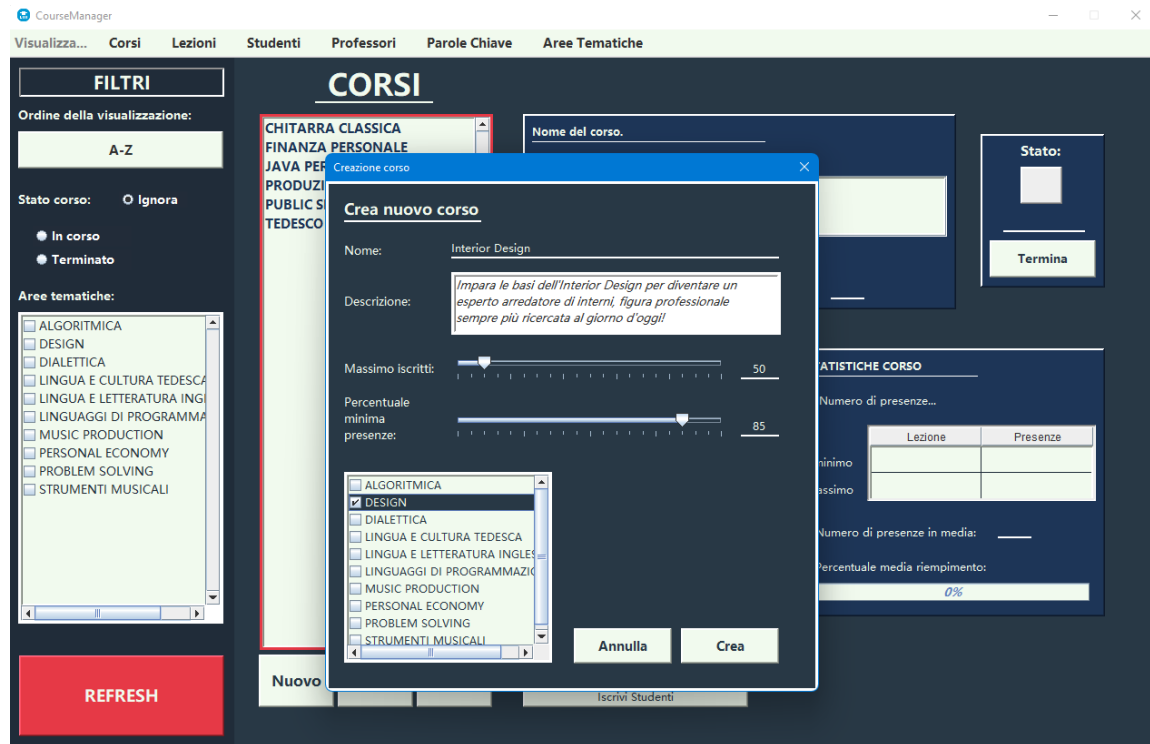 CourseManager
Visualizza... Corsi Lezioni Studenti Professori Parole Chiave Aree Tematiche
FILTRI
Ordine della visualizzazione:
A-Z
Stato corso: Ignora
In corso
Terminato
Aree tematiche:
ALGORITMICA
DESIGN
DIALETTICA
LINGUA E CULTURA TEDESCA
LINGUA E LETTERATURA INGL
LINGUAGGI DI PROGRAMMA
MUSIC PRODUCTION
PERSONAL ECONOMY
PROBLEM SOLVING
STRUMENTI MUSICALI
REFRESH
CORSI
CHITARRA CLASSICA
FINANZA PERSONALE
JAVA PER
PRODUZI
PUBLIC S
TEDESCO
Nuovo
Nome del corso.
Stato:
Termina
Creazione corso
Crea nuovo corso
Nome: Interior Design
Descrizione:
Impara le basi dell'Interior Design per diventare un
esperto arredatore di interni, figura professionale
sempre più ricercata al giorno d'oggi!
Massimo iscritti: 50
Percentuale
minima
presenze: 85
ALGORITMICA
DESIGN
DIALETTICA
LINGUA E CULTURA TEDESCA
LINGUA E LETTERATURA INGLES
LINGUAGGI DI PROGRAMMAZIO
MUSIC PRODUCTION
PERSONAL ECONOMY
PROBLEM SOLVING
STRUMENTI MUSICALI
Annulla Crea
ATISTICHE CORSO
Numero di presenze...
Lezione Presenze
minimo
assimo
Numero di presenze in media:
Percentuale media riempimento:
0%
Iscrivi Studenti